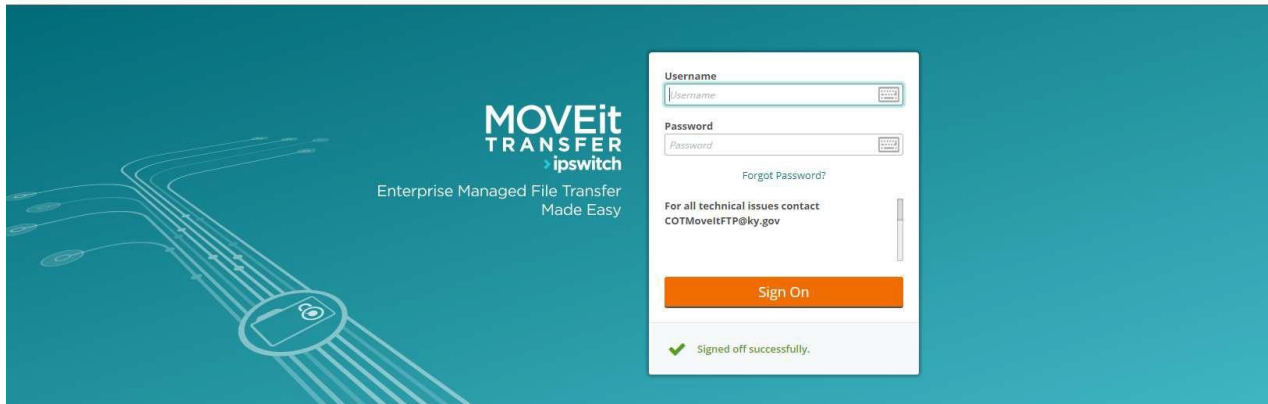 MOVEit
TRANSFER
ipswitch
Enterprise Managed File Transfer
Made Easy
Username
Username
Password
Password
Forgot Password?
For all technical issues contact
COTMoveItFTP@ky.gov
Sign On
Signed off successfully.